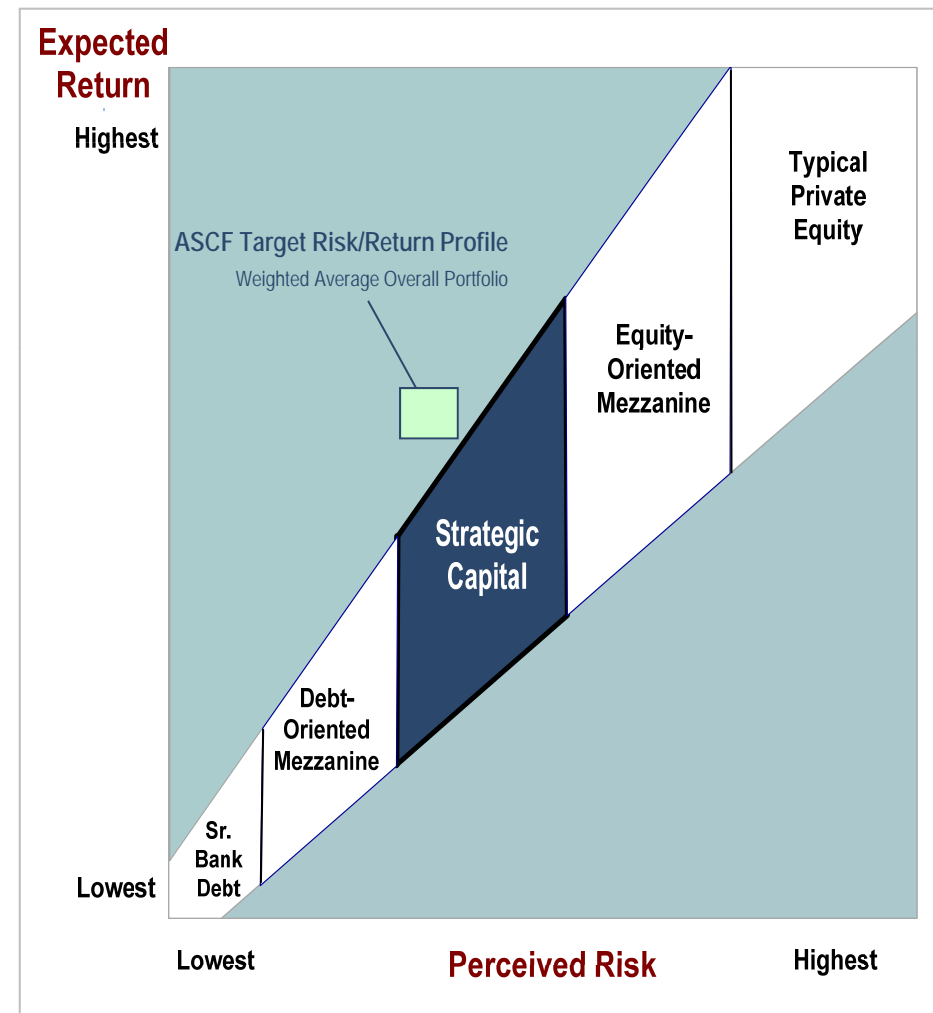 Expected
Return
Highest
Typical
Private
Equity
ASCF Target Risk/Return Profile
Weighted Average Overall Portfolio
Equity-
Oriented
Mezzanine
Strategic
Capital
Debt-
Oriented
Mezzanine
Sr.
Bank
Debt
Lowest
Lowest
Perceived Risk
Highest